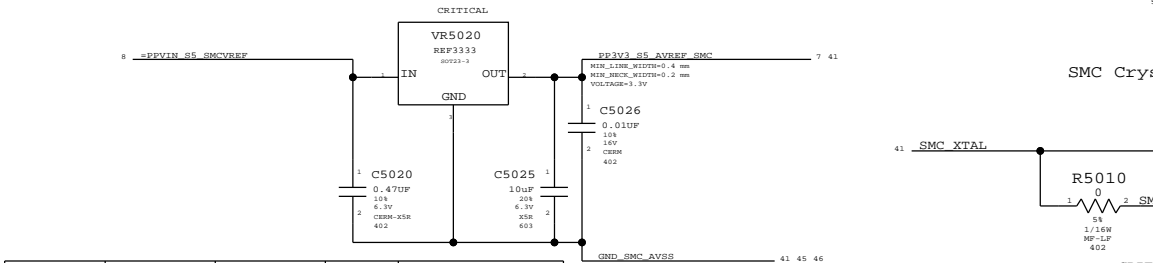 CRITICAL
VR5020
REF3333
SOT23-3
8 =PPVIN_S5_SMCVREF
1 IN
OUT 2
GND
3
PP3V3_S5_AVREF_SMC 7 41
MIN_LINE_WIDTH=0.4 mm
MIN_NECK_WIDTH=0.2 mm
VOLTAGE=3.3V
1
C5026
0.01UF
10%
16V
CERM
402
2
1
C5020
0.47UF
10%
6.3V
CERM-X5R
402
2
C5025
10uF
20%
6.3V
X5R
603
1
2
GND_SMC_AVSS 41 45 46
SMC Crys
41 SMC_XTAL
R5010
0
1
2 SM
5%
1/16W
MF-LF
402